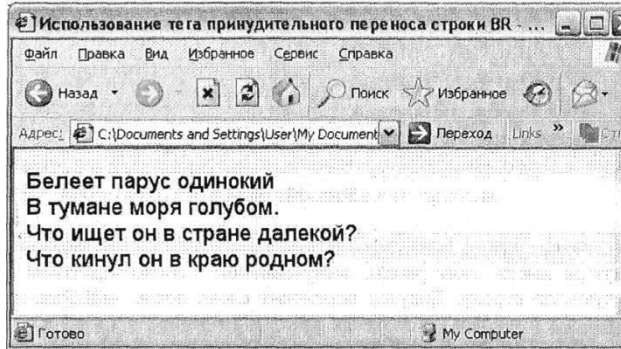 Использование тега принудительного переноса строки BR - ...
Файл Правка Вид Избранное Сервис Справка
Назад Поиск Избранное
Адрес: C:\Documents and Settings\User\My Document Переход Links »
Белеет парус одинокий
В тумане моря голубом.
Что ищет он в стране далекой?
Что кинул он в краю родном?
Готово My Computer